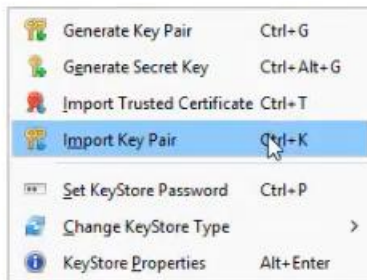 Generate Key Pair Ctrl+G
Generate Secret Key Ctrl+Alt+G
Import Trusted Certificate Ctrl+T
Import Key Pair Ctrl+K
Set KeyStore Password Ctrl+P
Change KeyStore Type
KeyStore Properties Alt+Enter